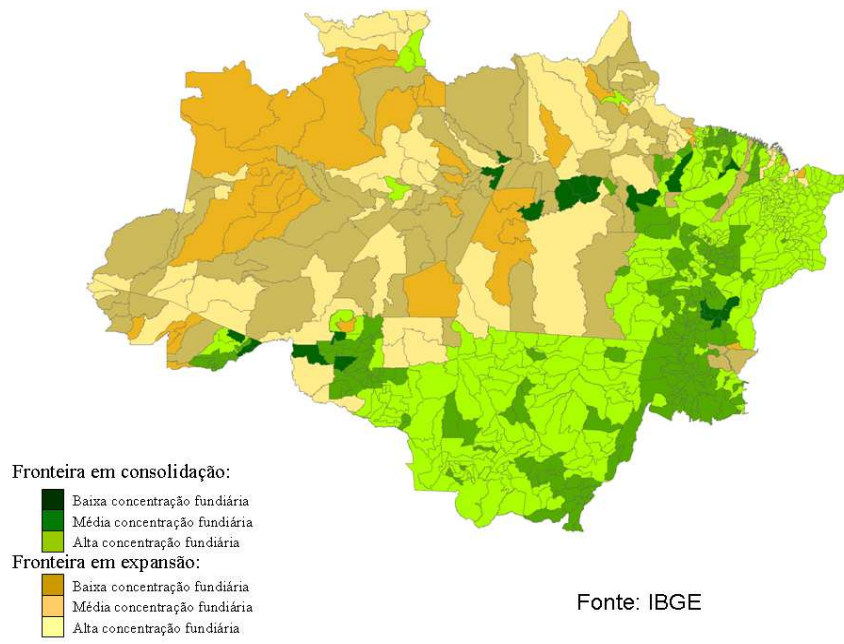 Fronteira em consolidação:
Baixa concentração fundiária
Média concentração fundiária
Alta concentração fundiária
Fronteira em expansão:
Baixa concentração fundiária
Média concentração fundiária
Alta concentração fundiária
Fonte: IBGE